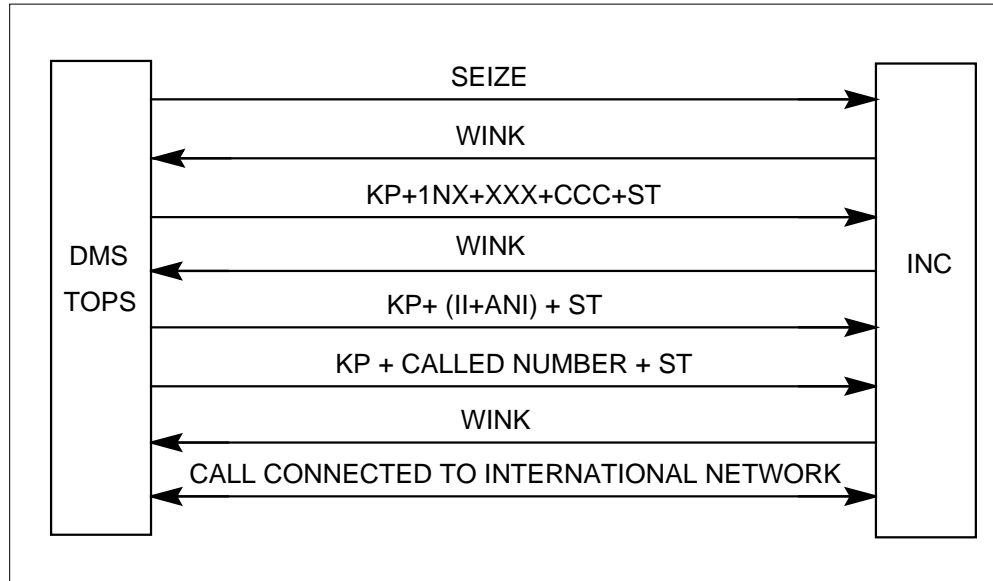 SEIZE
WINK
KP+1NX+XXX+CCC+ST
WINK
DMS
TOPS
INC
KP+ (II+ANI) + ST
KP + CALLED NUMBER + ST
WINK
CALL CONNECTED TO INTERNATIONAL NETWORK